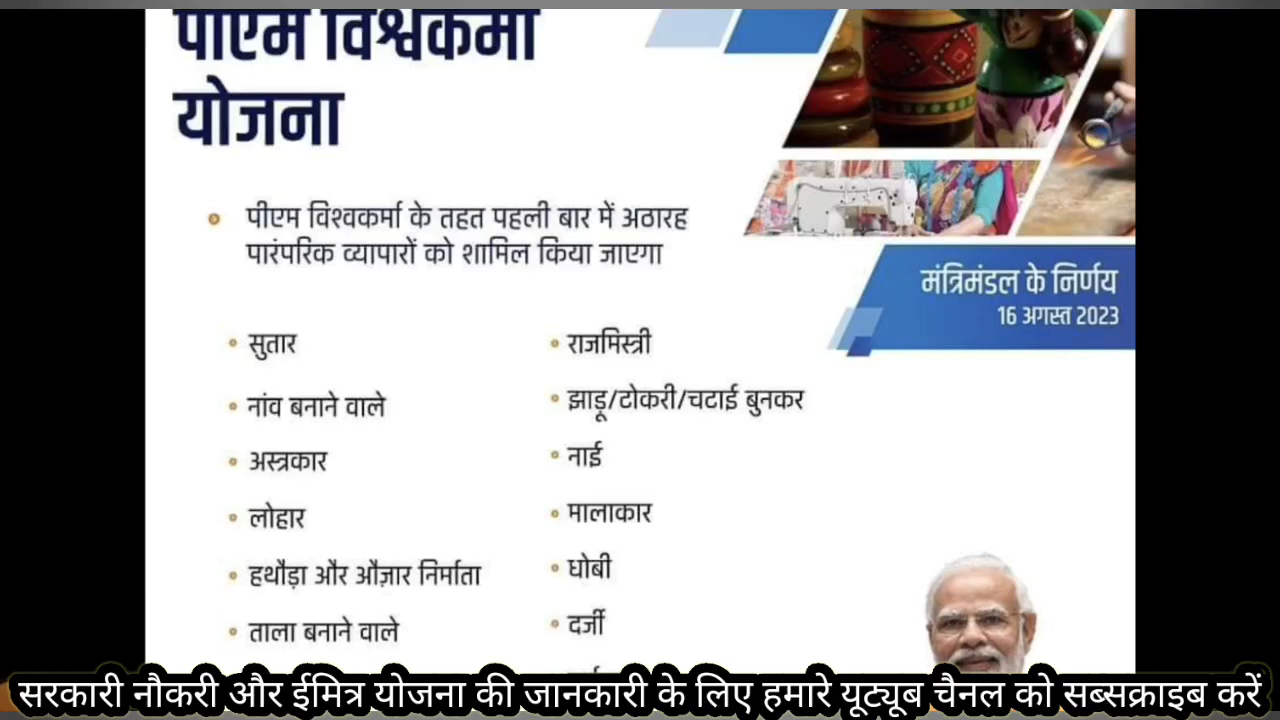 पीएम विश्वकर्मा
योजना
पीएम विश्वकर्मा के तहत पहली बार में अठारह
पारंपरिक व्यापारों को शामिल किया जाएगा
मंत्रिमंडल के निर्णय
16 अगस्त 2023
सुतार
नांव बनाने वाले
अस्त्रकार
लोहार
हथौड़ा और औज़ार निर्माता
ताला बनाने वाले
राजमिस्त्री
झाड़ू/टोकरी/चटाई बुनकर
नाई
मालाकार
धोबी
दर्जी
सरकारी नौकरी और ईमित्र योजना की जानकारी के लिए हमारे यूट्यूब चैनल को सब्सक्राइब करें